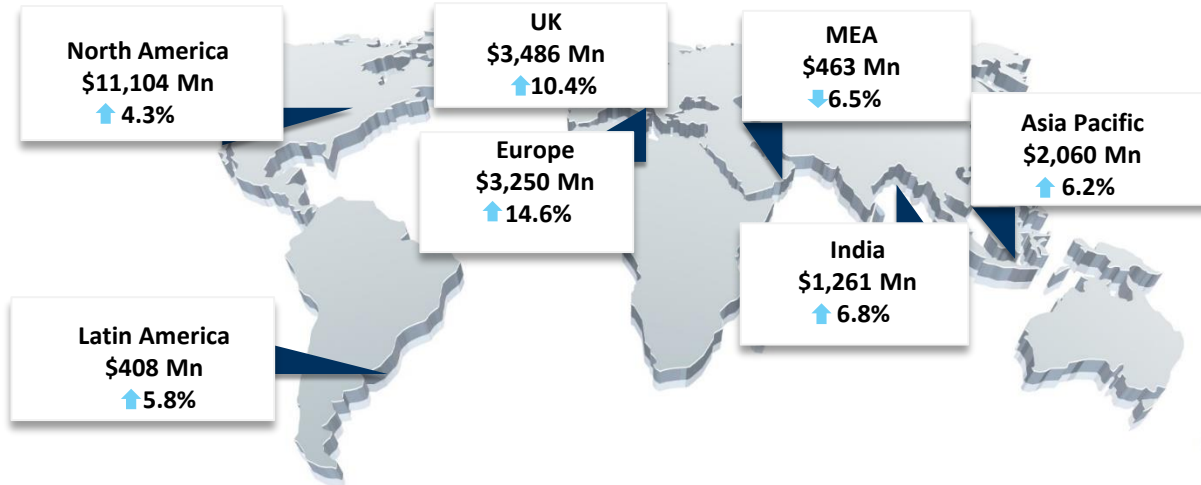 North America
$11,104 Mn
4.3%
UK
$3,486 Mn
10.4%
MEA
$463 Mn
6.5%
Asia Pacific
$2,060 Mn
6.2%
Europe
$3,250 Mn
14.6%
India
$1,261 Mn
6.8%
Latin America
$408 Mn
5.8%